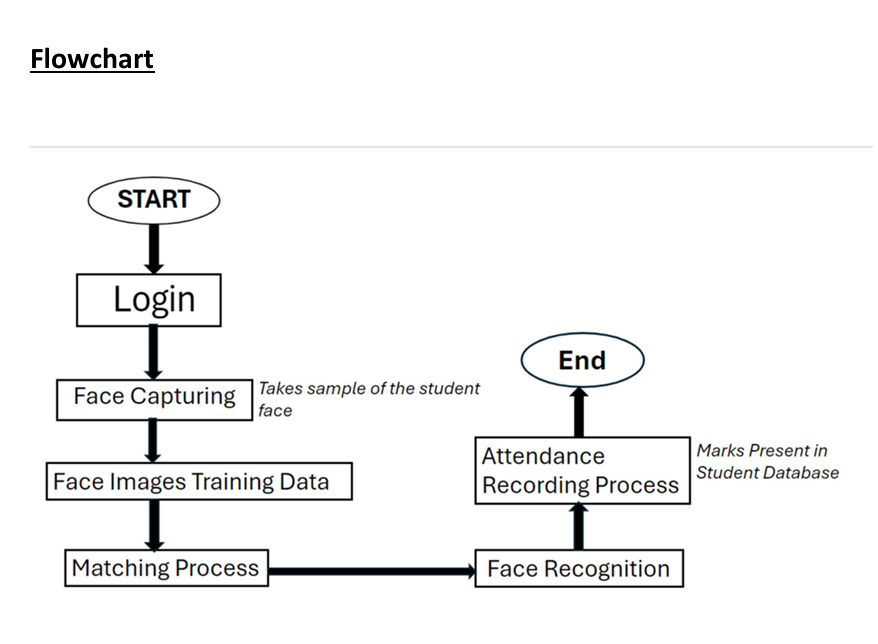 Flowchart
START
Login
Face Capturing
Takes sample of the student
face
Face Images Training Data
Matching Process
Face Recognition
Attendance
Recording Process
Marks Present in
Student Database
End